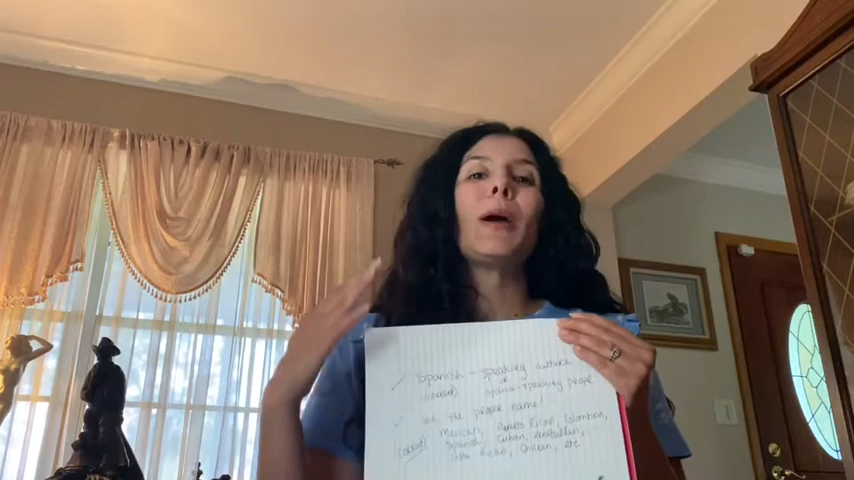 ✓ Spanish - speaking culture
or
(instead) Spanish-speaking people
✓ use the proper name!
Mexican, Puerto Rican, Colombian,
Spanish, Cuban, Venezuelan,
Rican, Chilean, etc.